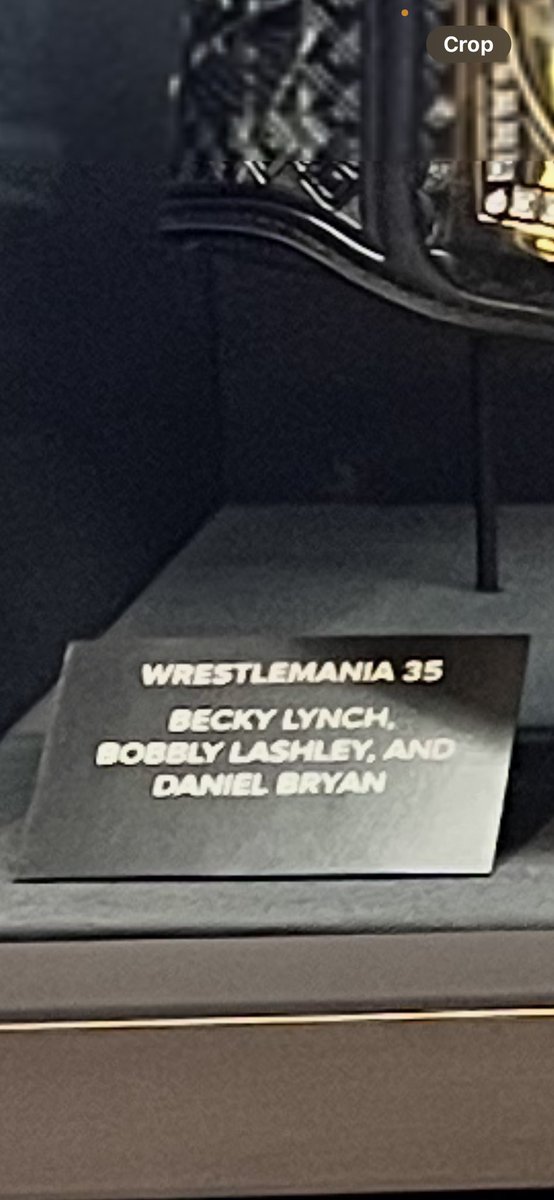 Crop
WRESTLEMANIA 35
BECKY LYNCH,
BOBBLY LASHLEY, AND
DANIEL BRYAN